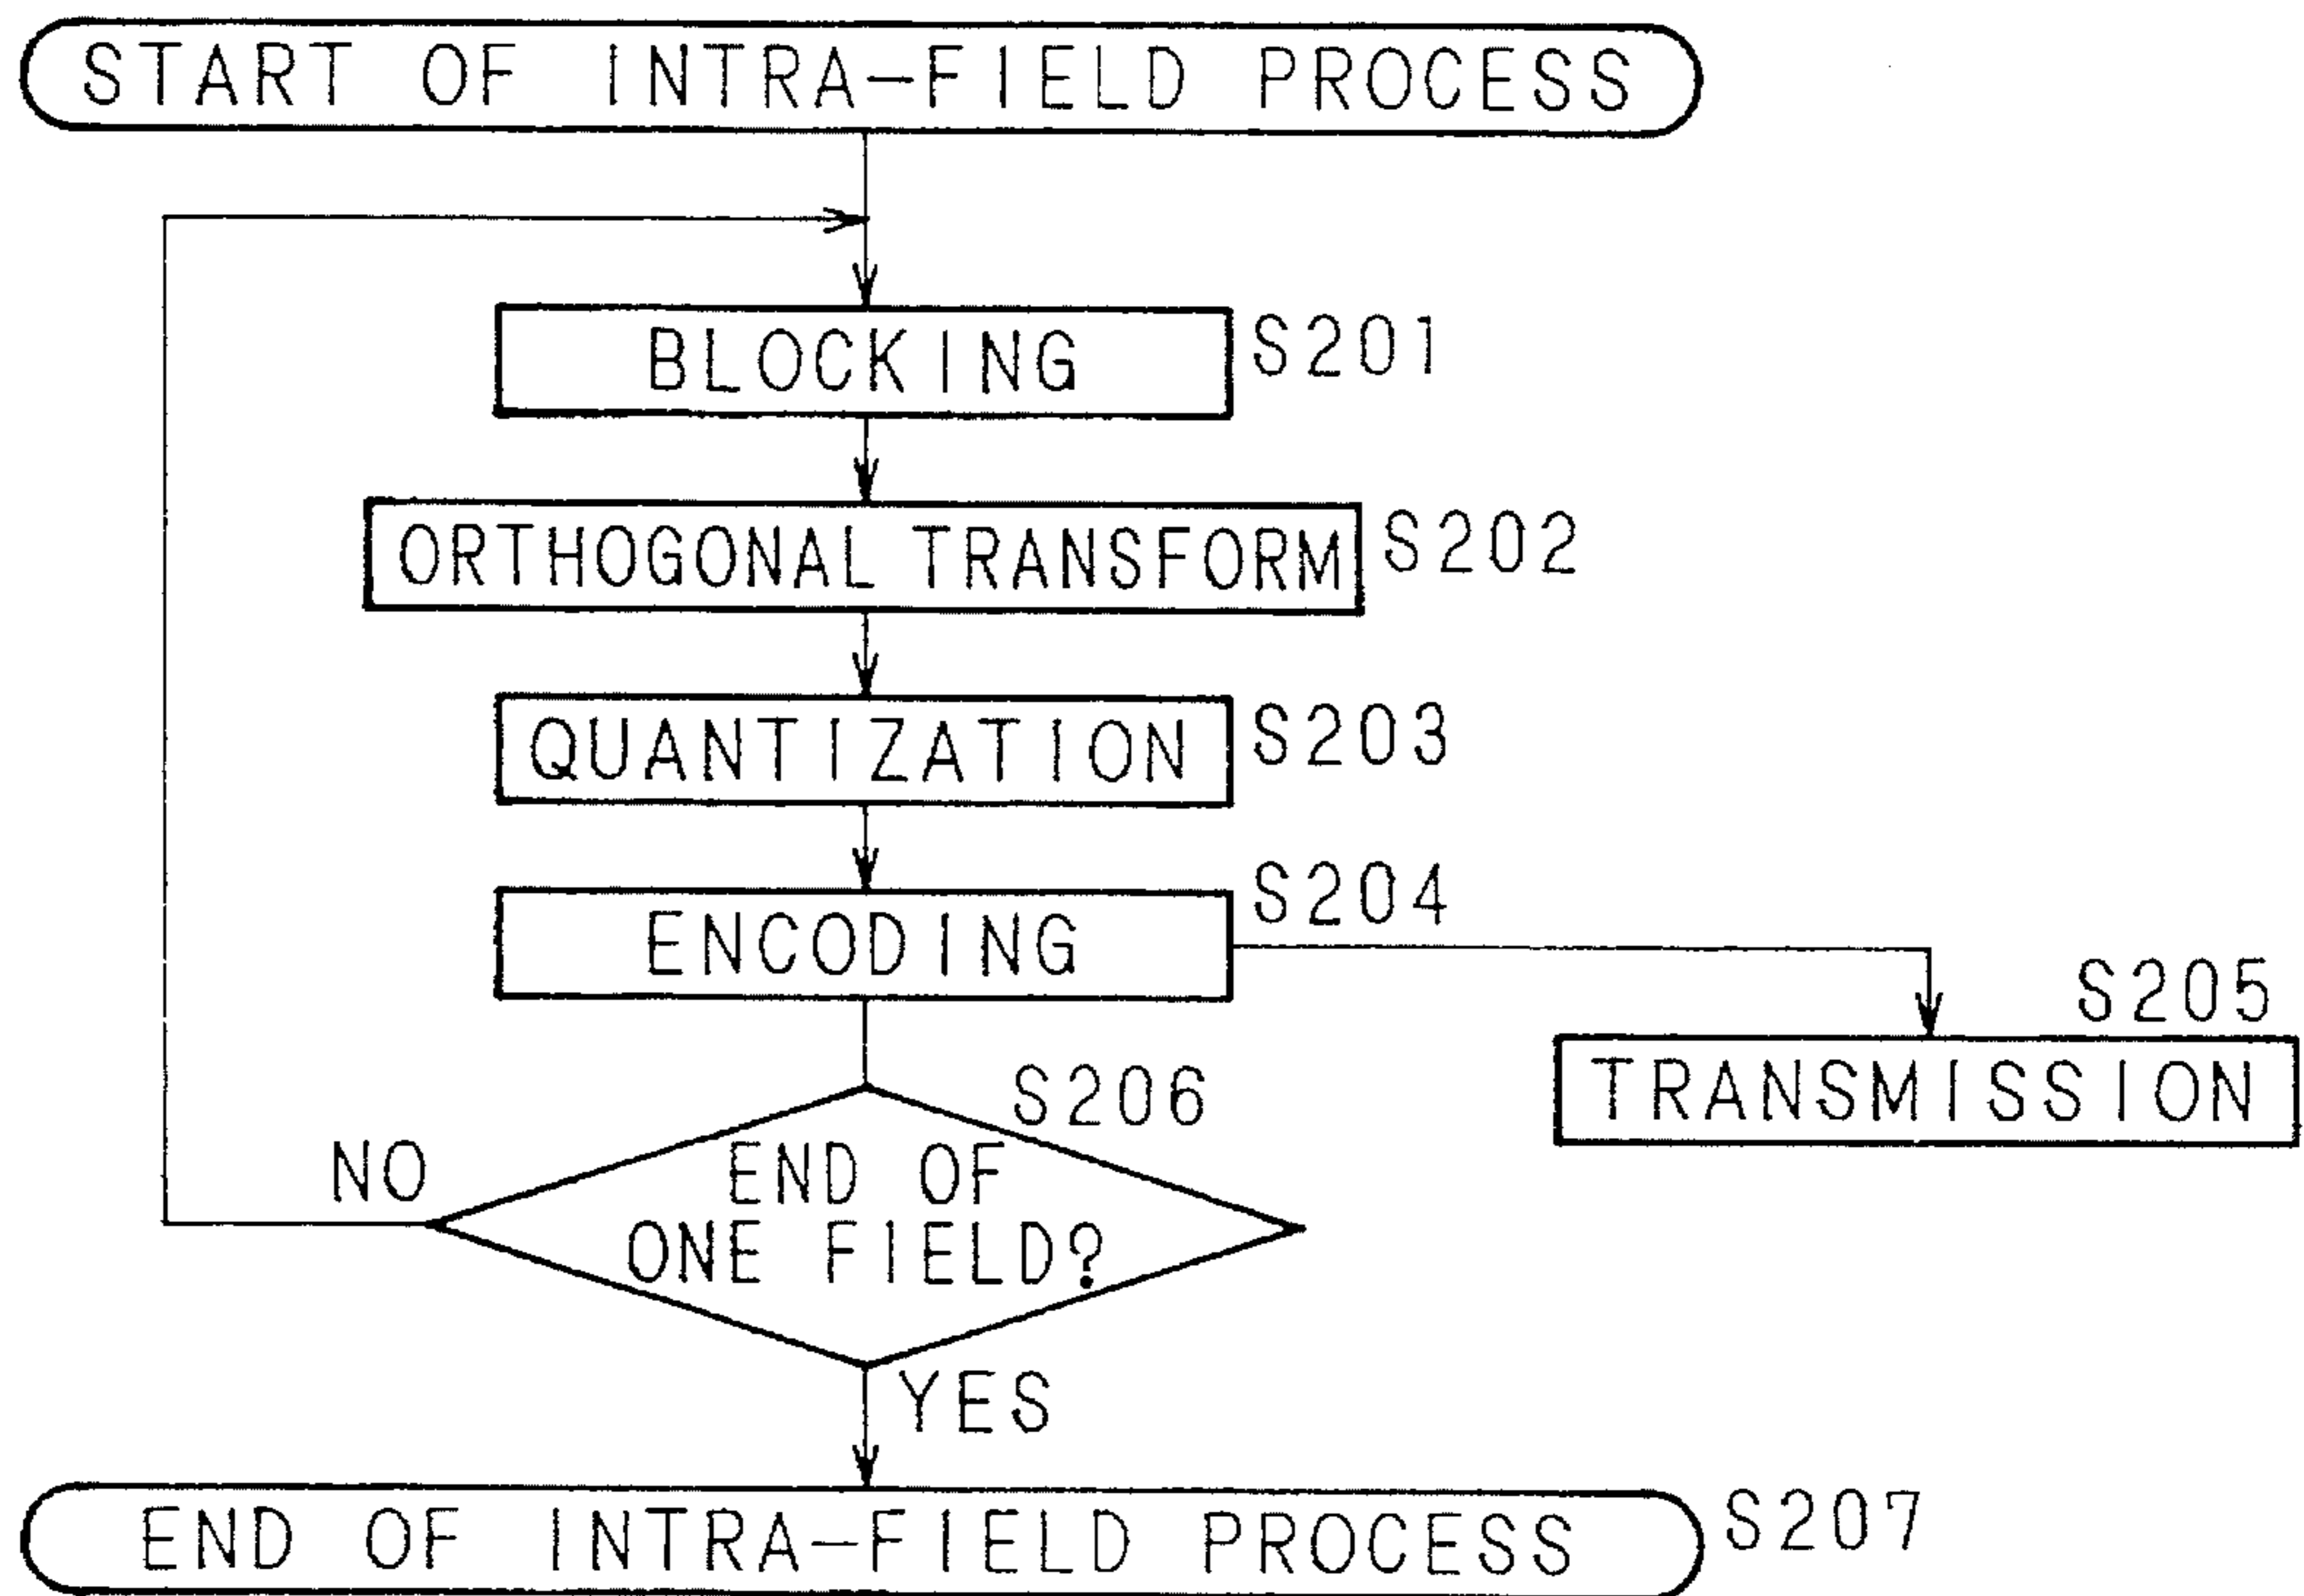 START OF INTRA-FIELD PROCESS
BLOCKING
S201
ORTHOGONAL TRANSFORM
S202
QUANTIZATION
S203
ENCODING
S204
S205
TRANSMISSION
S206
NO
END OF
ONE FIELD?
YES
END OF INTRA-FIELD PROCESS
S207